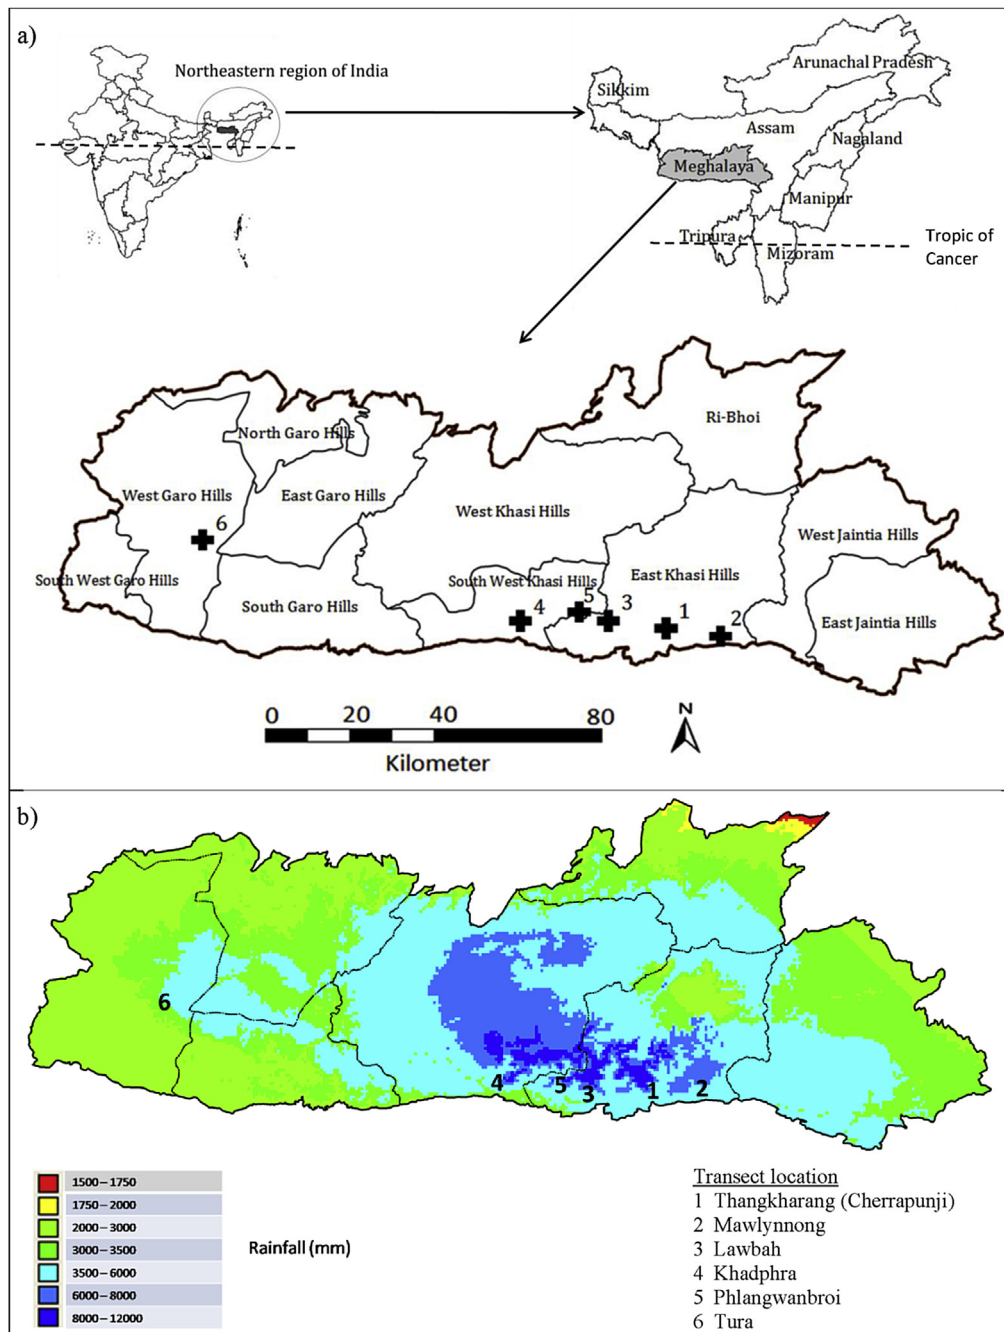 a)
Northeastern region of India
Sikkim
Arunachal Pradesh
Assam
Nagaland
Meghalaya
Manipur
Tripura
Mizoram
Tropic of
Cancer
Ri-Bhoi
North Garo Hills
West Garo Hills
East Garo Hills
West Khasi Hills
6
West Jaintia Hills
South West Garo Hills
South West Khasi Hills
East Khasi Hills
South Garo Hills
5
4
3
1
2
East Jaintia Hills
0 20 40 80
Kilometer
N
b)
6
4
5
3
1
2
1500–1750
1750–2000
2000–3000
3000–3500
3500–6000
6000–8000
8000–12000
Rainfall (mm)
Transect location
1 Thangkharang (Cherrapunji)
2 Mawlynnong
3 Lawbah
4 Khadphra
5 Phlangwanbroi
6 Tura